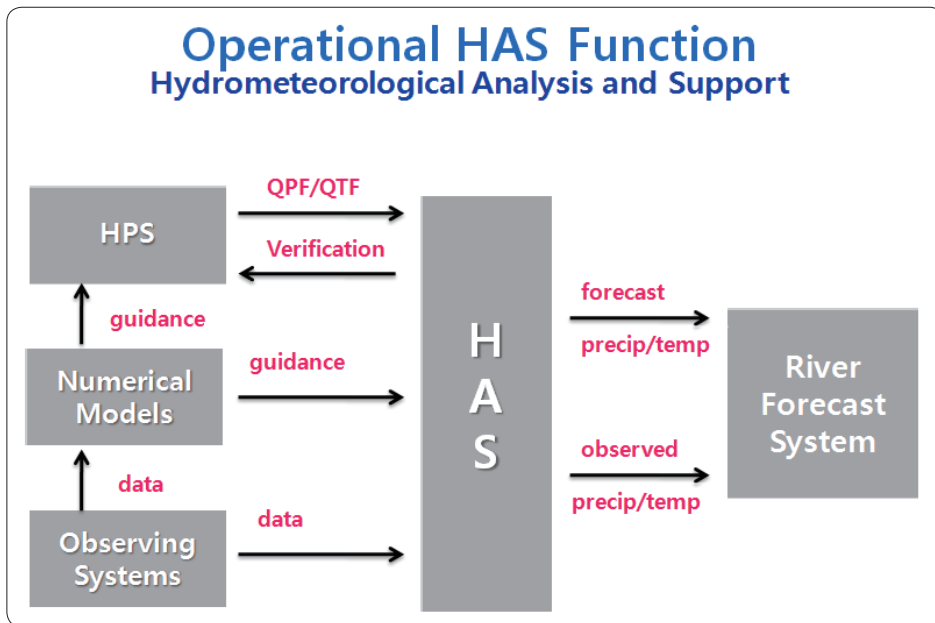 Operational HAS Function
Hydrometeorological Analysis and Support
HPS
QPF/QTF
Verification
guidance
Numerical
Models
guidance
data
Observing
Systems
data
H
A
S
forecast
precip/temp
observed
precip/temp
River
Forecast
System